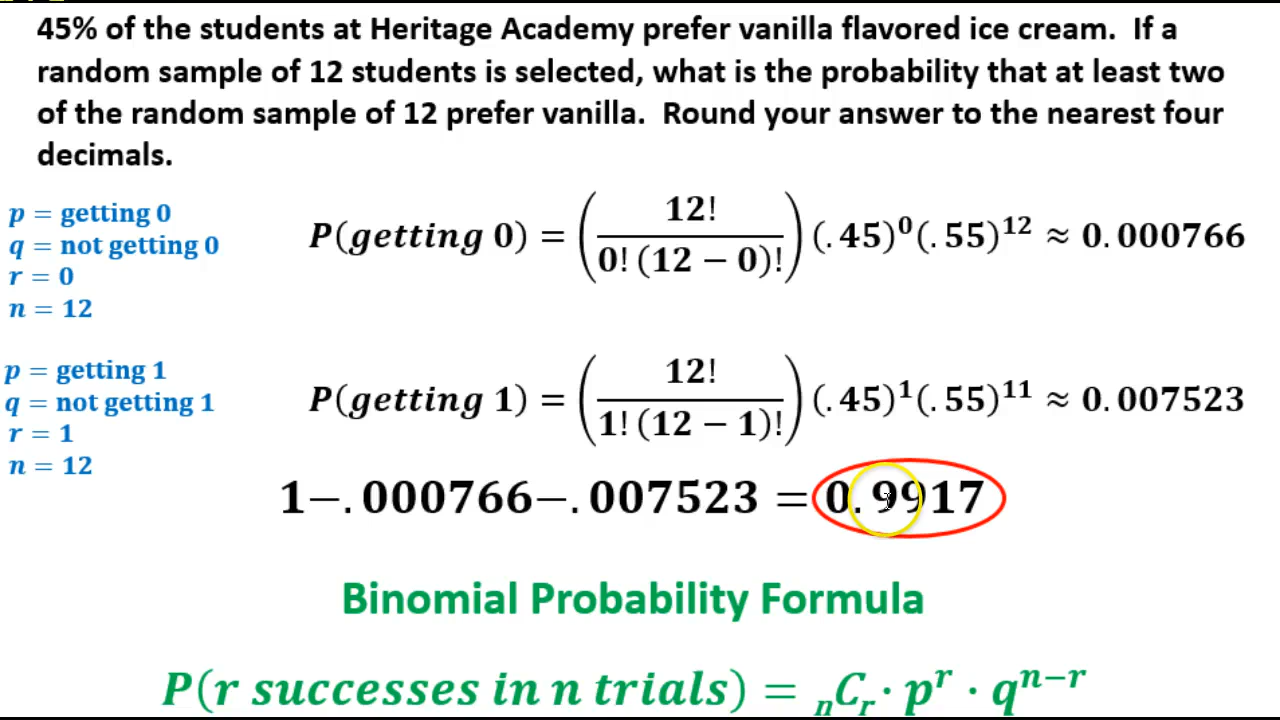 45% of the students at Heritage Academy prefer vanilla flavored ice cream. If a
random sample of 12 students is selected, what is the probability that at least two
of the random sample of 12 prefer vanilla. Round your answer to the nearest four
decimals.
p = getting 0
q = not getting 0
r = 0
n = 12
P(getting 0) = (12! / 0! (12 − 0)!) (.45)⁰(.55)¹² ≈ 0.000766
p = getting 1
q = not getting 1
r = 1
n = 12
P(getting 1) = (12! / 1! (12 − 1)!) (.45)¹(.55)¹¹ ≈ 0.007523
1−.000766−.007523 = 0.9917
Binomial Probability Formula
P(r successes in n trials) = ₙCᵣ · pʳ · qⁿ⁻ʳ